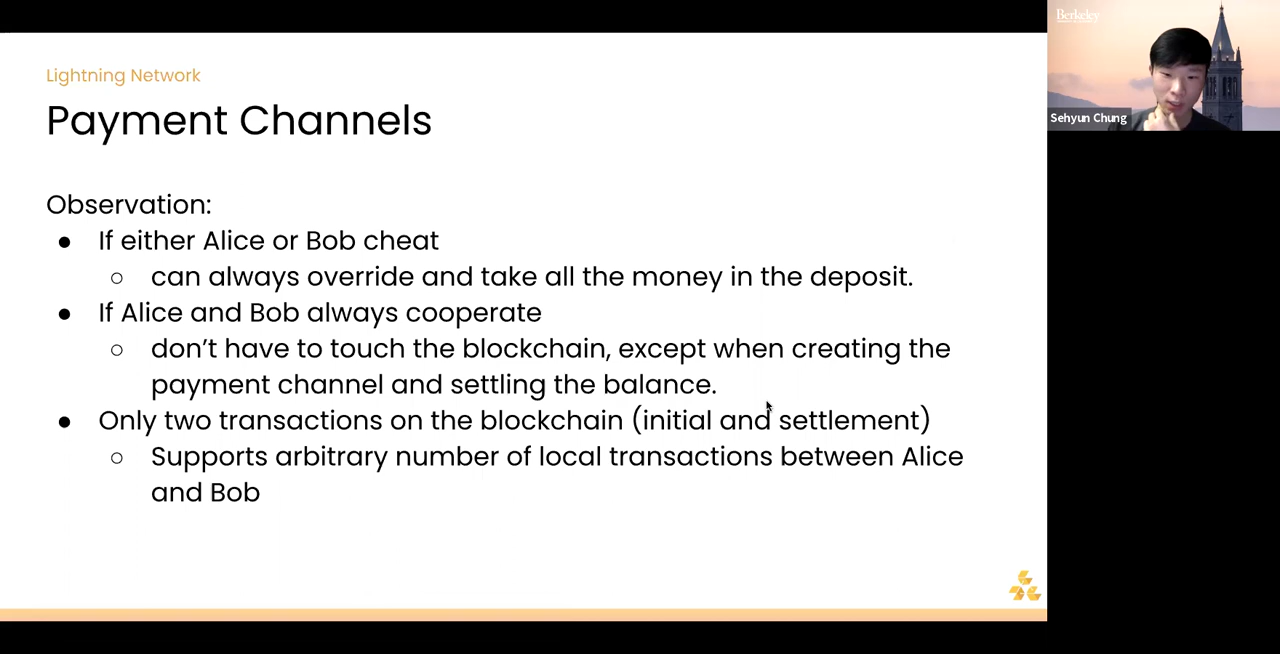 Lightning Network
Payment Channels
Observation:
● If either Alice or Bob cheat
○ can always override and take all the money in the deposit.
● If Alice and Bob always cooperate
○ don’t have to touch the blockchain, except when creating the
payment channel and settling the balance.
● Only two transactions on the blockchain (initial and settlement)
○ Supports arbitrary number of local transactions between Alice
and Bob
Berkeley
Sehyun Chung